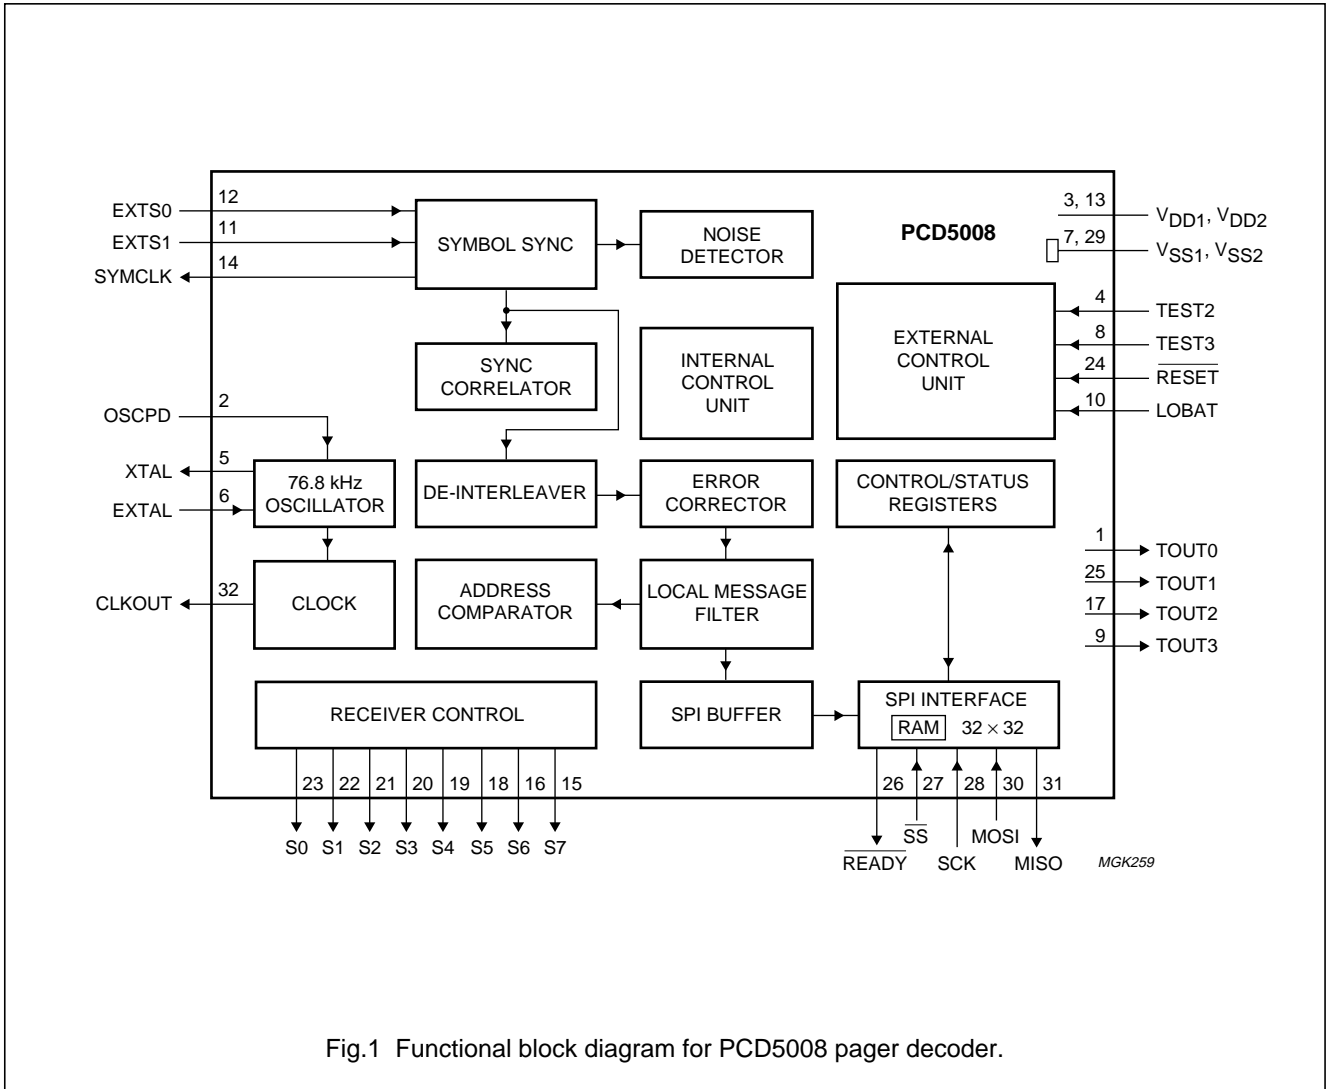 12
EXTS0
11
EXTS1
14
SYMCLK
SYMBOL SYNC
NOISE
DETECTOR
PCD5008
3, 13
VDD1, VDD2
7, 29
VSS1, VSS2
4
TEST2
8
TEST3
24
RESET
10
LOBAT
EXTERNAL
CONTROL
UNIT
SYNC
CORRELATOR
INTERNAL
CONTROL
UNIT
2
OSCPD
5
XTAL
6
EXTAL
76.8 kHz
OSCILLATOR
DE-INTERLEAVER
ERROR
CORRECTOR
CONTROL/STATUS
REGISTERS
32
CLKOUT
CLOCK
ADDRESS
COMPARATOR
LOCAL MESSAGE
FILTER
1
TOUT0
25
TOUT1
17
TOUT2
9
TOUT3
RECEIVER CONTROL
SPI BUFFER
SPI INTERFACE
RAM 32 × 32
23 22 21 20 19 18 16 15
26 27 28 30 31
S0 S1 S2 S3 S4 S5 S6 S7
SS MOSI
READY SCK MISO
MGK259
Fig.1 Functional block diagram for PCD5008 pager decoder.